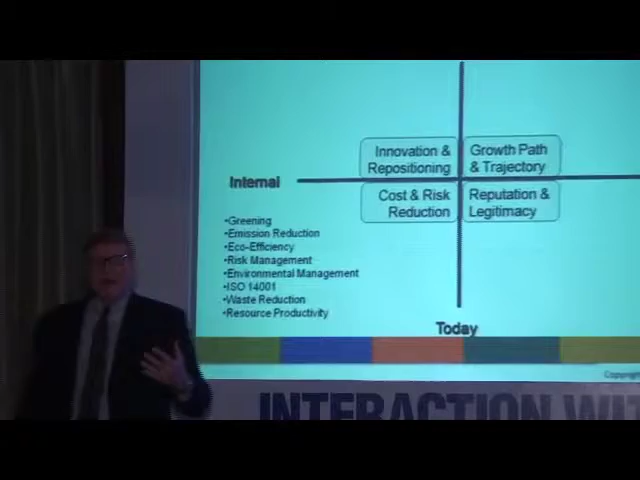 Innovation &
Repositioning
Growth Path
& Trajectory
Internal
Cost & Risk
Reduction
Reputation &
Legitimacy
•Greening
•Emission Reduction
•Eco-Efficiency
•Risk Management
•Environmental Management
•ISO 14001
•Waste Reduction
•Resource Productivity
Today
INTERACTION